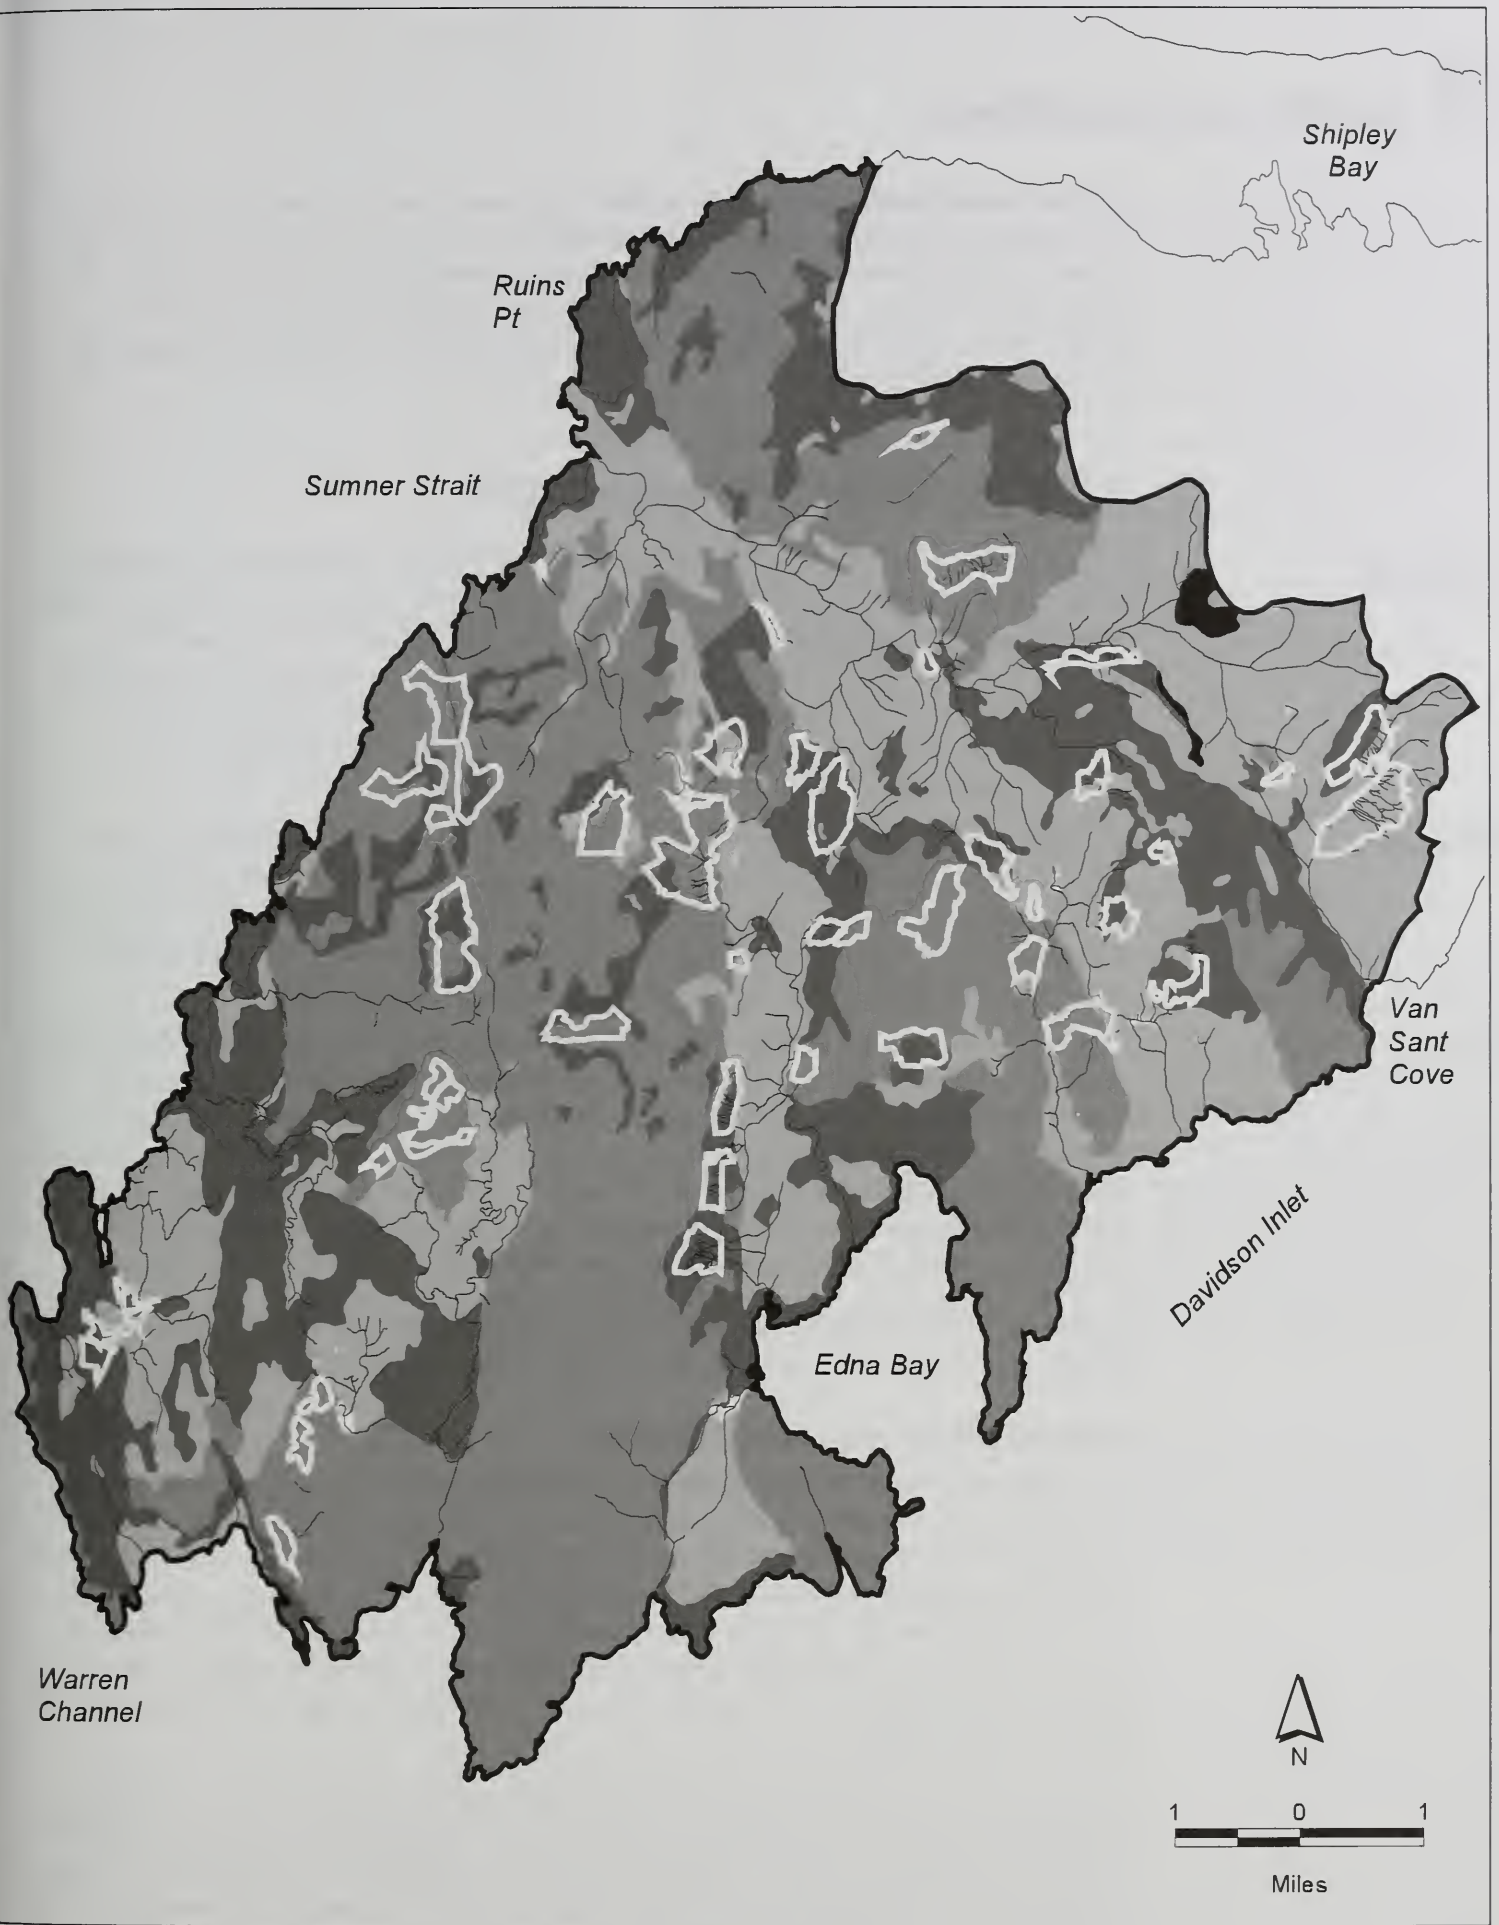 Shipley
Bay
Ruins
Pt
Sumner Strait
Van
Sant
Cove
Davidson Inlet
Edna Bay
Warren
Channel
N
1 0 1
Miles